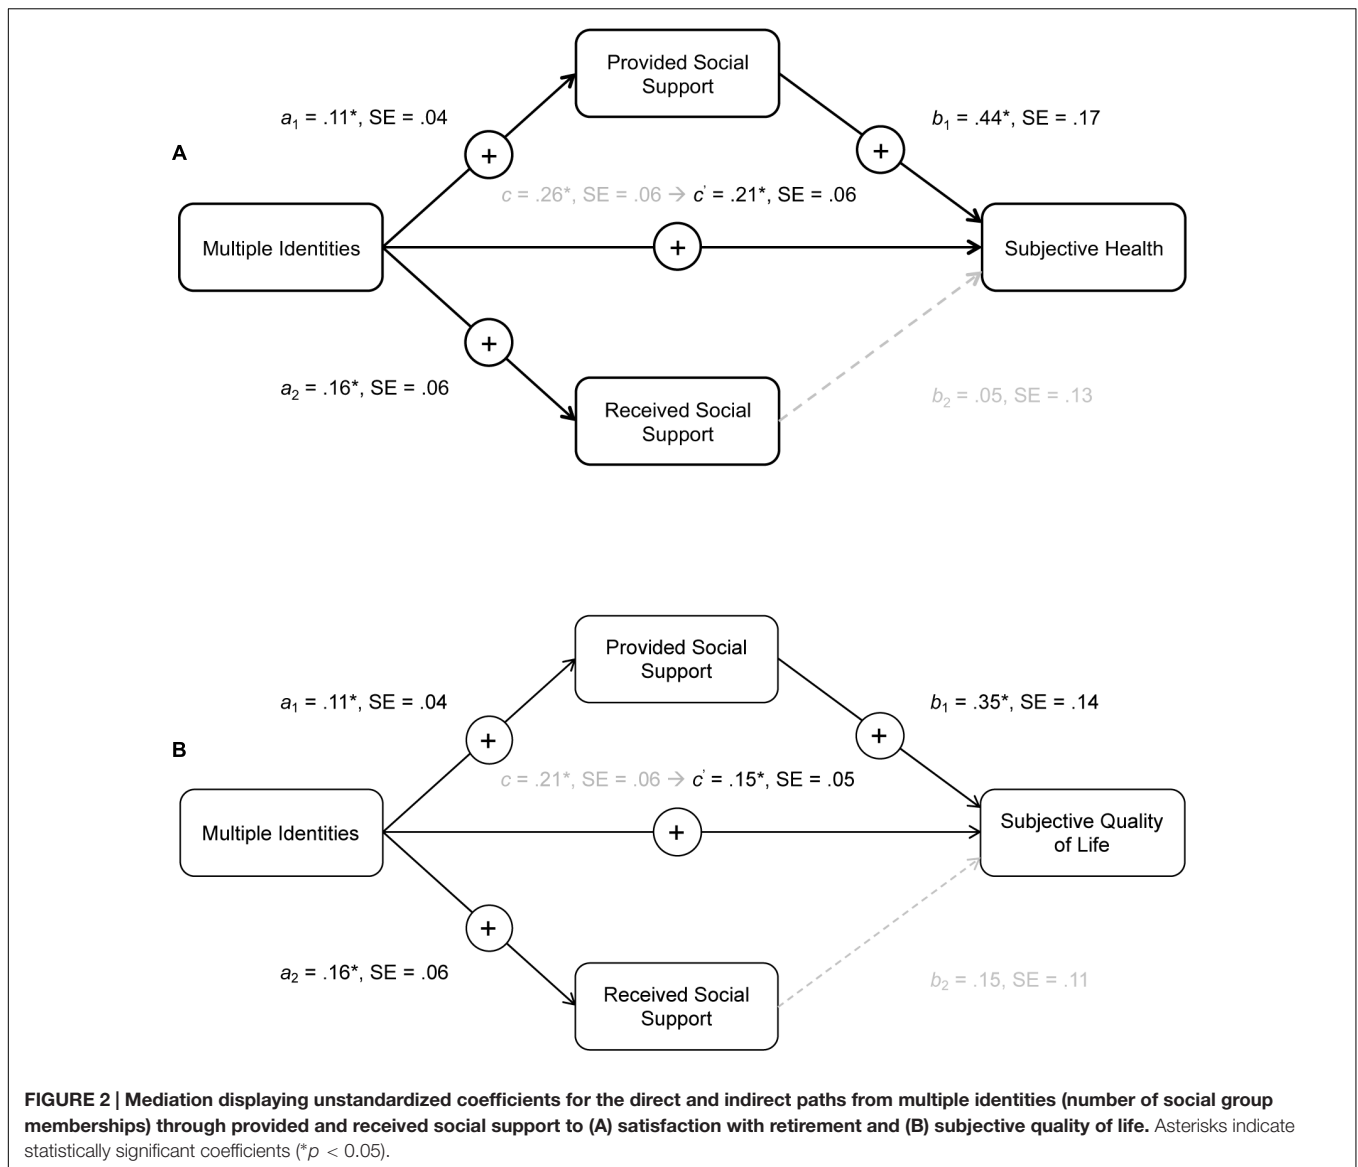 Provided Social
Support
a1 = .11*, SE = .04
b1 = .44*, SE = .17
+
+
A
c = .26*, SE = .06 → c' = .21*, SE = .06
Multiple Identities
+
Subjective Health
+
a2 = .16*, SE = .06
b2 = .05, SE = .13
Received Social
Support
Provided Social
Support
a1 = .11*, SE = .04
b1 = .35*, SE = .14
+
+
B
c = .21*, SE = .06 → c' = .15*, SE = .05
Multiple Identities
+
Subjective Quality
of Life
+
a2 = .16*, SE = .06
b2 = .15, SE = .11
Received Social
Support
FIGURE 2 | Mediation displaying unstandardized coefficients for the direct and indirect paths from multiple identities (number of social group
memberships) through provided and received social support to (A) satisfaction with retirement and (B) subjective quality of life. Asterisks indicate
statistically significant coefficients (*p < 0.05).